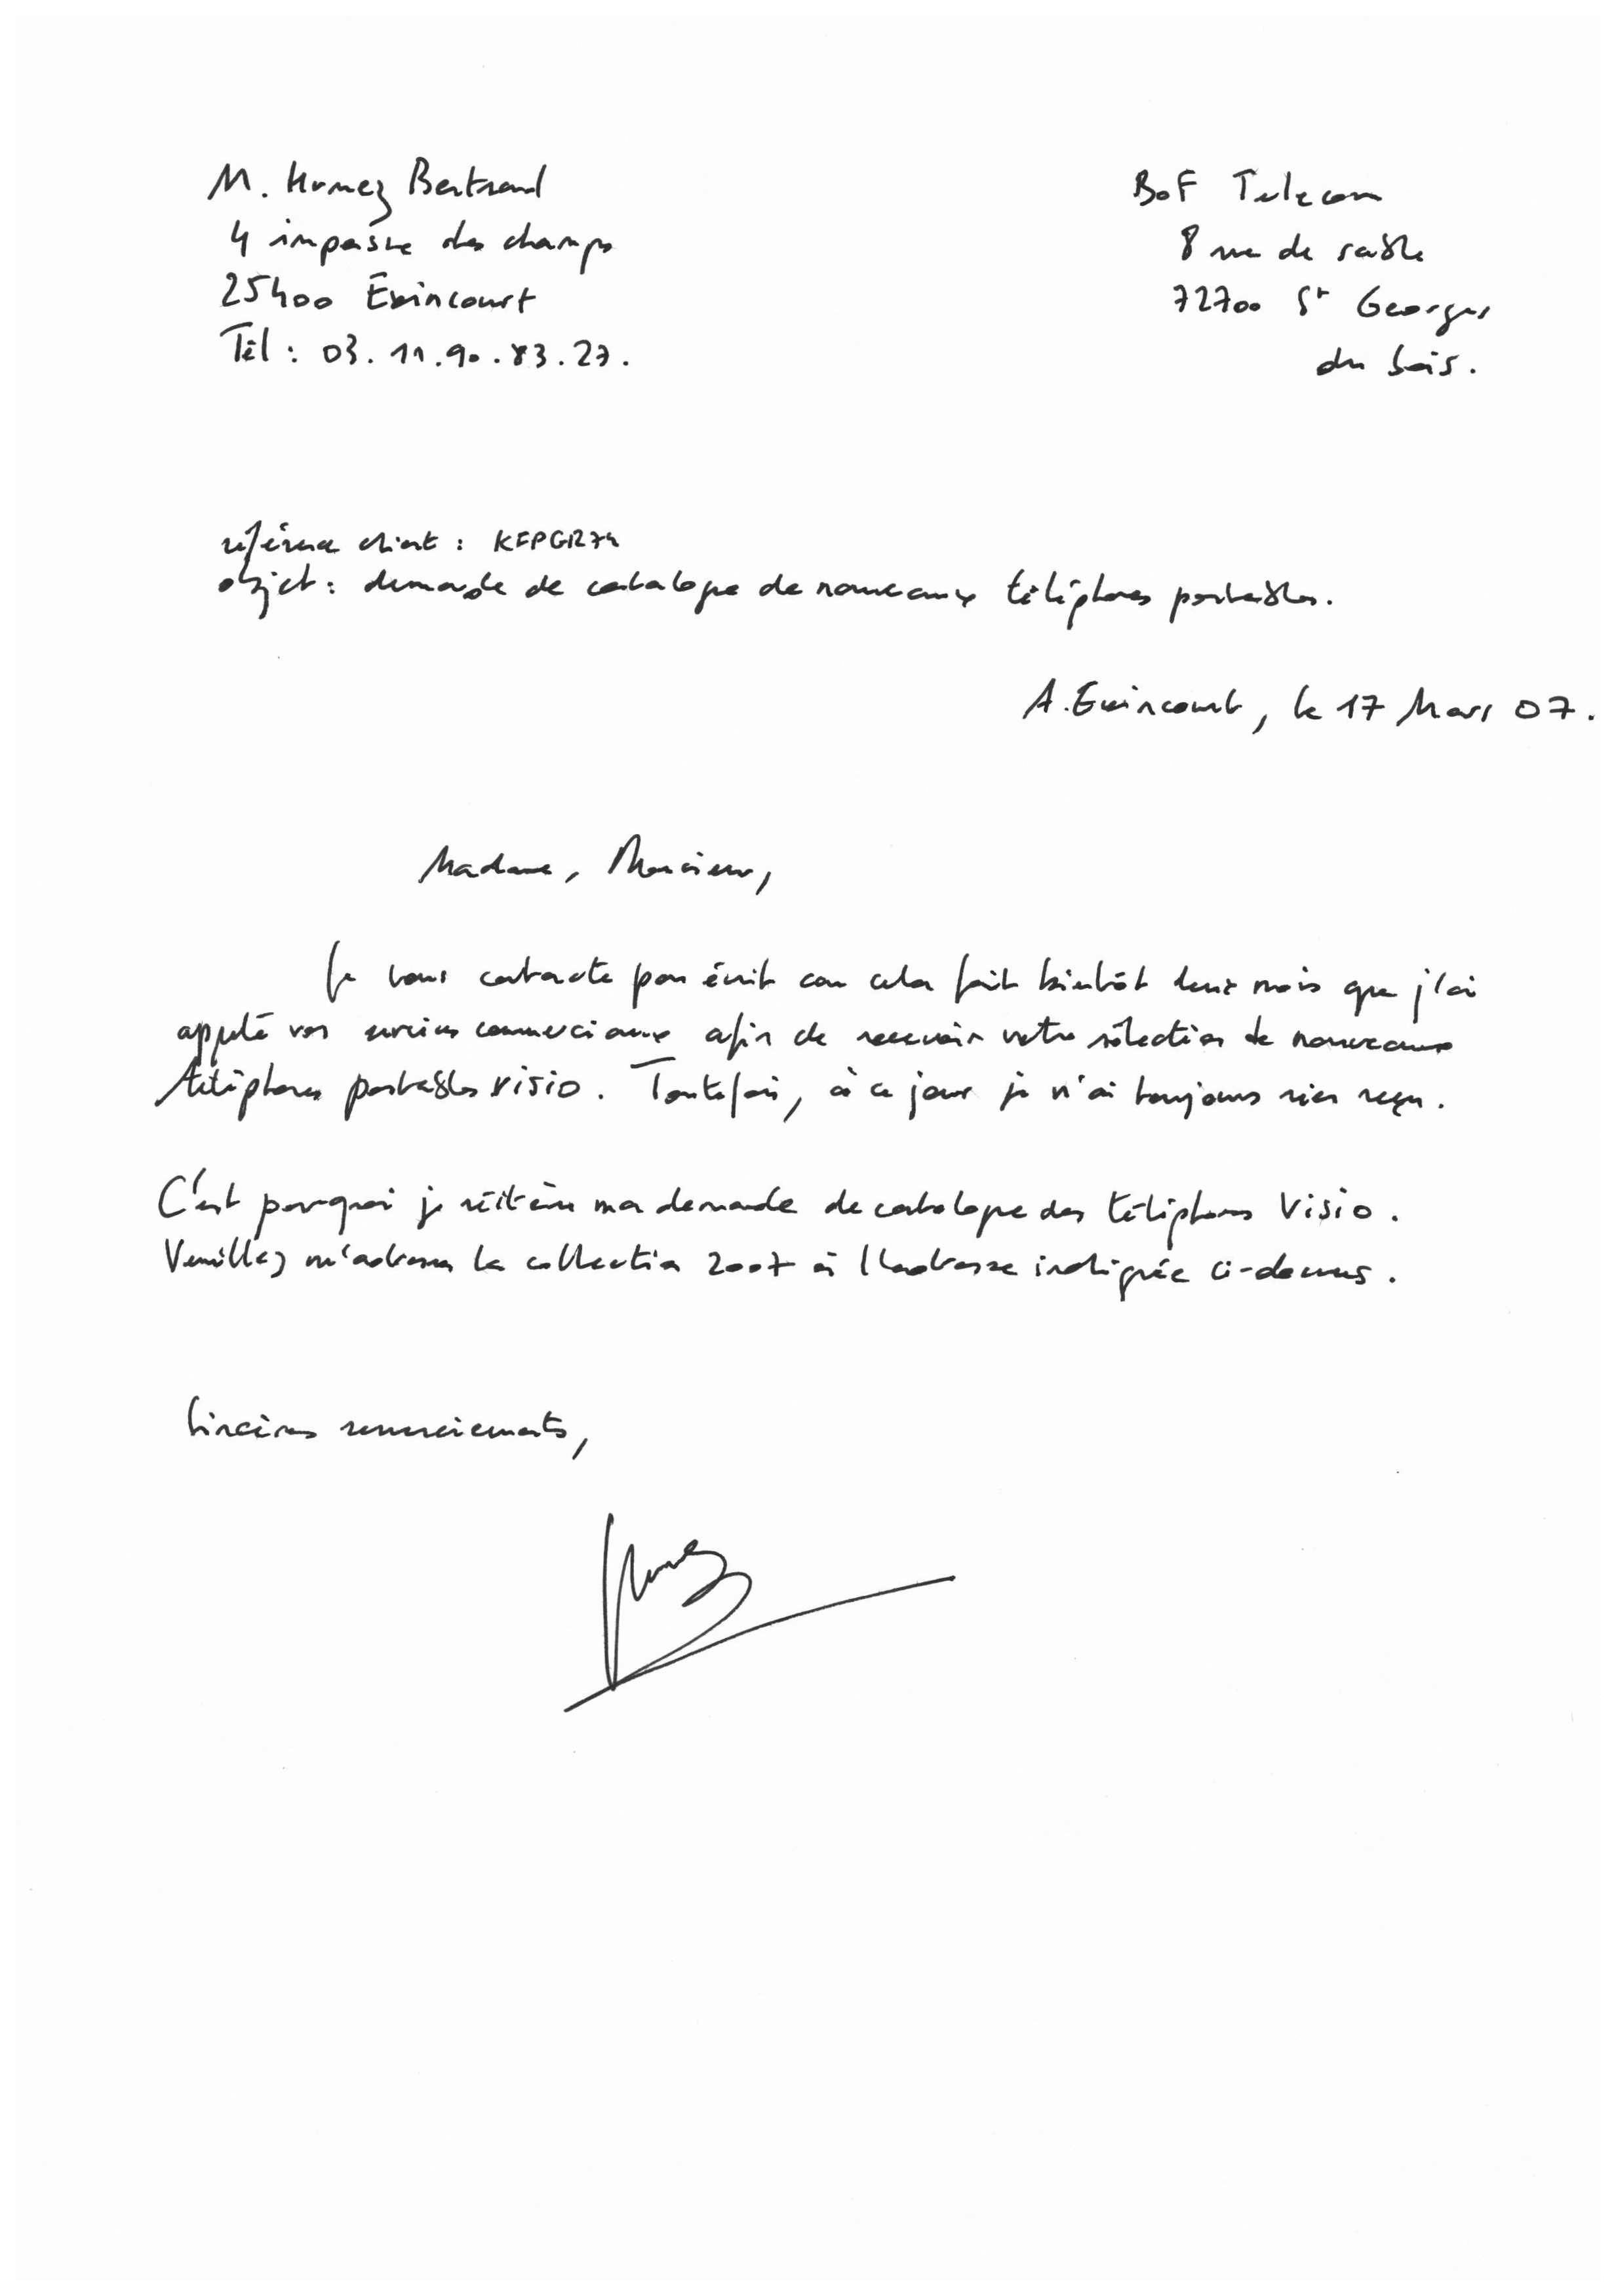 M. Humez Bertrand
4 impasse des champs
25400 Exincourt
Tél : 03.11.90.83.27.
BoF Telecom
8 rue de sable
72700 St Georges
du bois.
référence client : KFPGR74
objet : demande de catalogue de nouveaux téléphones portables.
A. Exincourt, le 17 Mars 07.
Madame, Monsieur,
Je vous contacte par écrit car cela fait bientôt deux mois que j'ai
appelé vos services commerciaux afin de recevoir votre sélection de nouveaux
téléphones portables visio. Toutefois, à ce jour je n'ai toujours rien reçu.
C'est pourquoi je réitère ma demande de catalogue des téléphones Visio.
Veuillez m'adresser la collection 2007 à l'adresse indiquée ci-dessus.
Sincères remerciements,
Humez